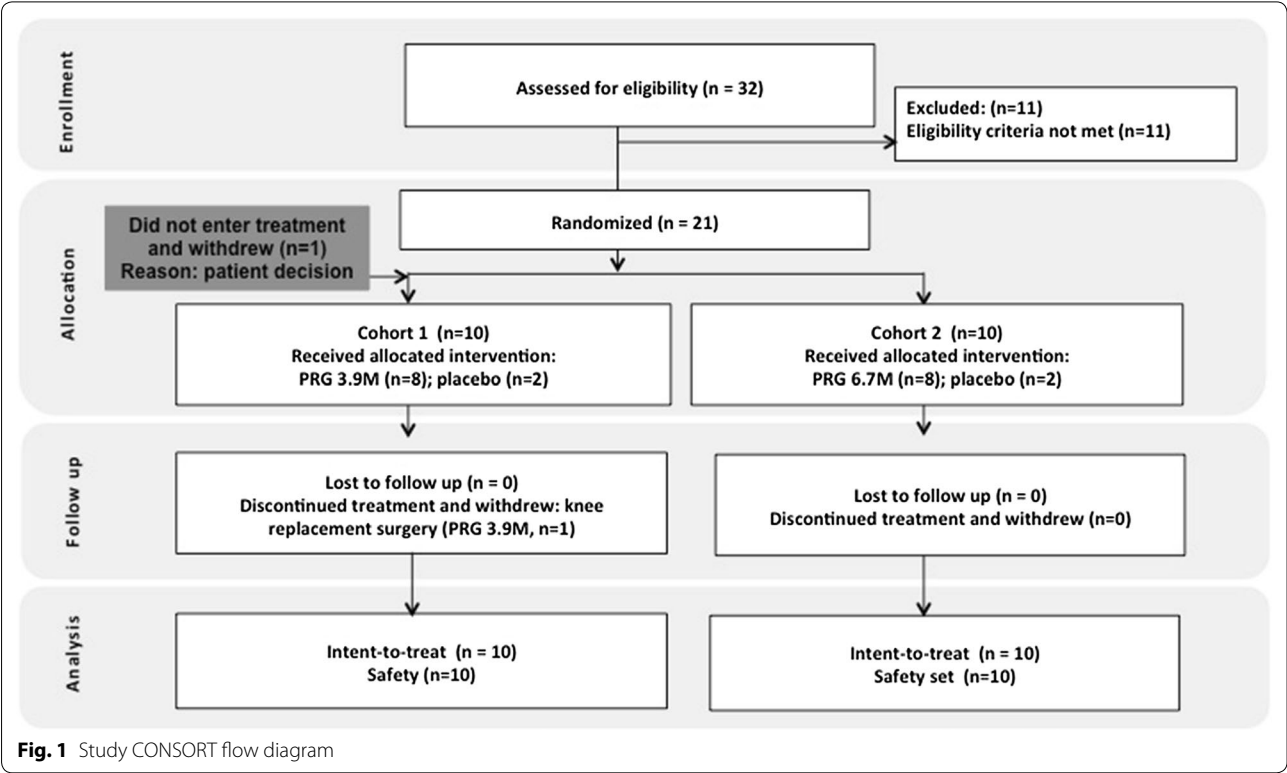 Enrollment
Assessed for eligibility (n = 32)
Excluded: (n=11)
Eligibility criteria not met (n=11)
Allocation
Randomized (n = 21)
Did not enter treatment
and withdrew (n=1)
Reason: patient decision
Cohort 1 (n=10)
Received allocated intervention:
PRG 3.9M (n=8); placebo (n=2)
Cohort 2 (n=10)
Received allocated intervention:
PRG 6.7M (n=8); placebo (n=2)
Follow up
Lost to follow up (n = 0)
Discontinued treatment and withdrew: knee
replacement surgery (PRG 3.9M, n=1)
Lost to follow up (n = 0)
Discontinued treatment and withdrew (n=0)
Analysis
Intent-to-treat (n = 10)
Safety (n=10)
Intent-to-treat (n = 10)
Safety set (n=10)
Fig. 1 Study CONSORT flow diagram